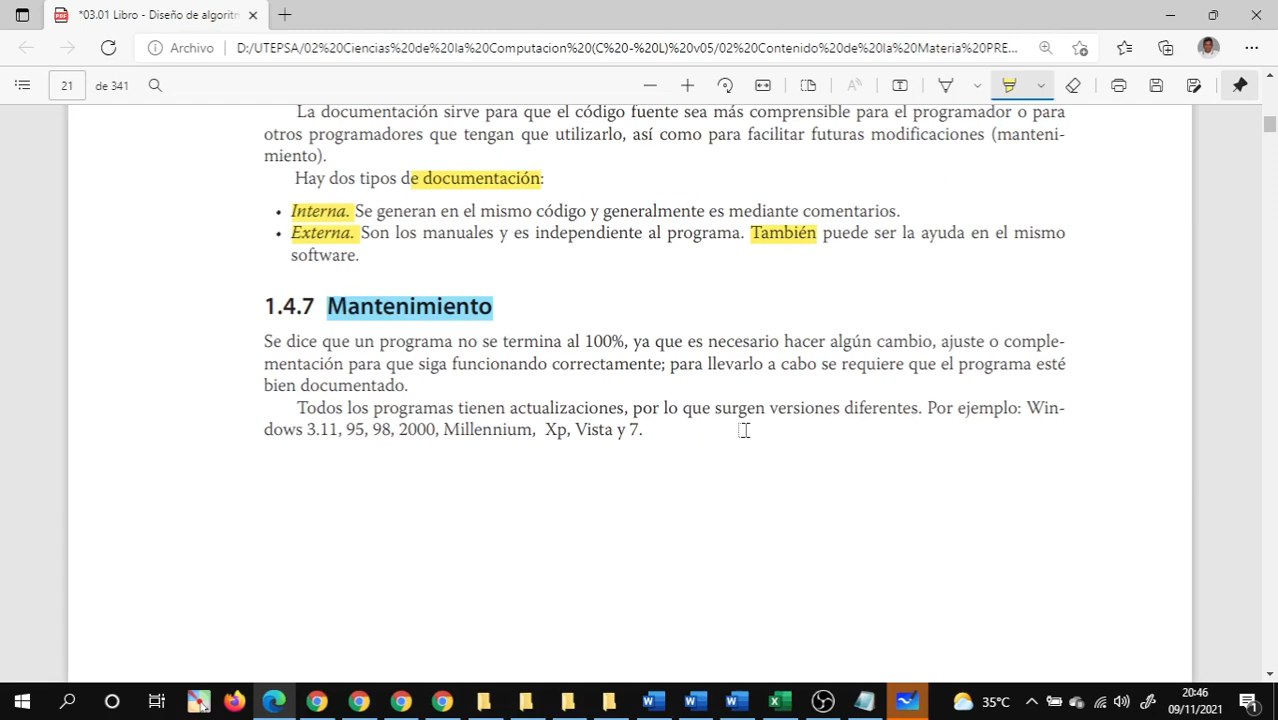 *03.01 Libro - Diseño de algoritm
Archivo
D:/UTEPSA/02%20Ciencias%20de%20la%20Computacion%20(C%20-%20L)%20v05/02%20Contenido%20de%20la%20Materia%20PRE...
21 de 341
La documentación sirve para que el código fuente sea más comprensible para el programador o para
otros programadores que tengan que utilizarlo, así como para facilitar futuras modificaciones (manteni-
miento).
Hay dos tipos de documentación:
• Interna. Se generan en el mismo código y generalmente es mediante comentarios.
• Externa. Son los manuales y es independiente al programa. También puede ser la ayuda en el mismo
software.
1.4.7 Mantenimiento
Se dice que un programa no se termina al 100%, ya que es necesario hacer algún cambio, ajuste o comple-
mentación para que siga funcionando correctamente; para llevarlo a cabo se requiere que el programa esté
bien documentado.
Todos los programas tienen actualizaciones, por lo que surgen versiones diferentes. Por ejemplo: Win-
dows 3.11, 95, 98, 2000, Millennium, Xp, Vista y 7.
35°C
20:46
09/11/2021